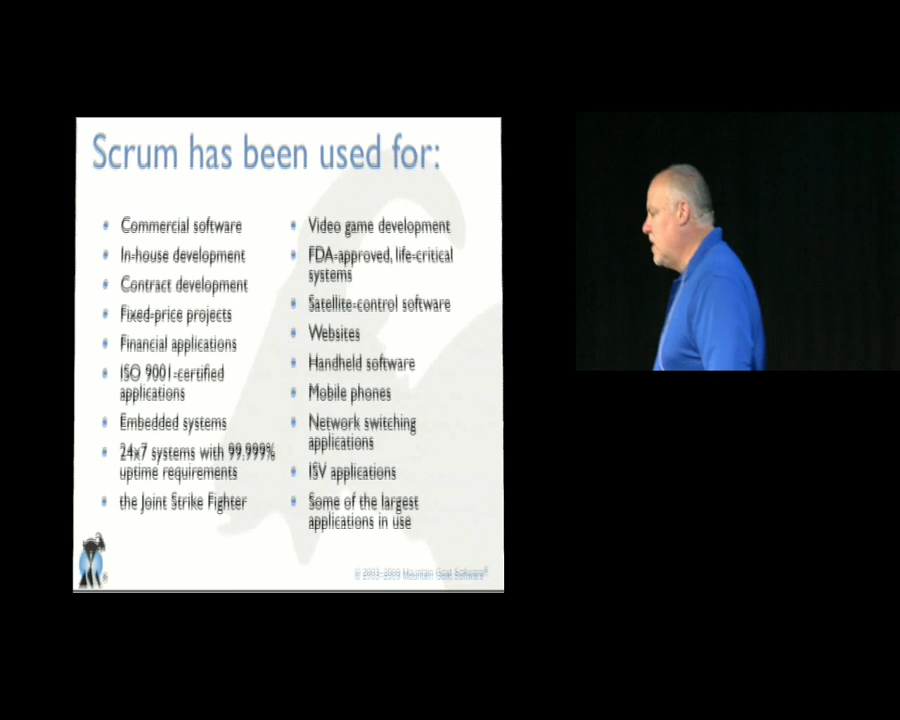 Scrum has been used for:
Commercial software
In-house development
Contract development
Fixed-price projects
Financial applications
ISO 9001-certified
applications
Embedded systems
24x7 systems with 99.999%
uptime requirements
the Joint Strike Fighter
Video game development
FDA-approved, life-critical
systems
Satellite-control software
Websites
Handheld software
Mobile phones
Network switching
applications
ISV applications
Some of the largest
applications in use
© 2003–2009 Mountain Goat Software®
®